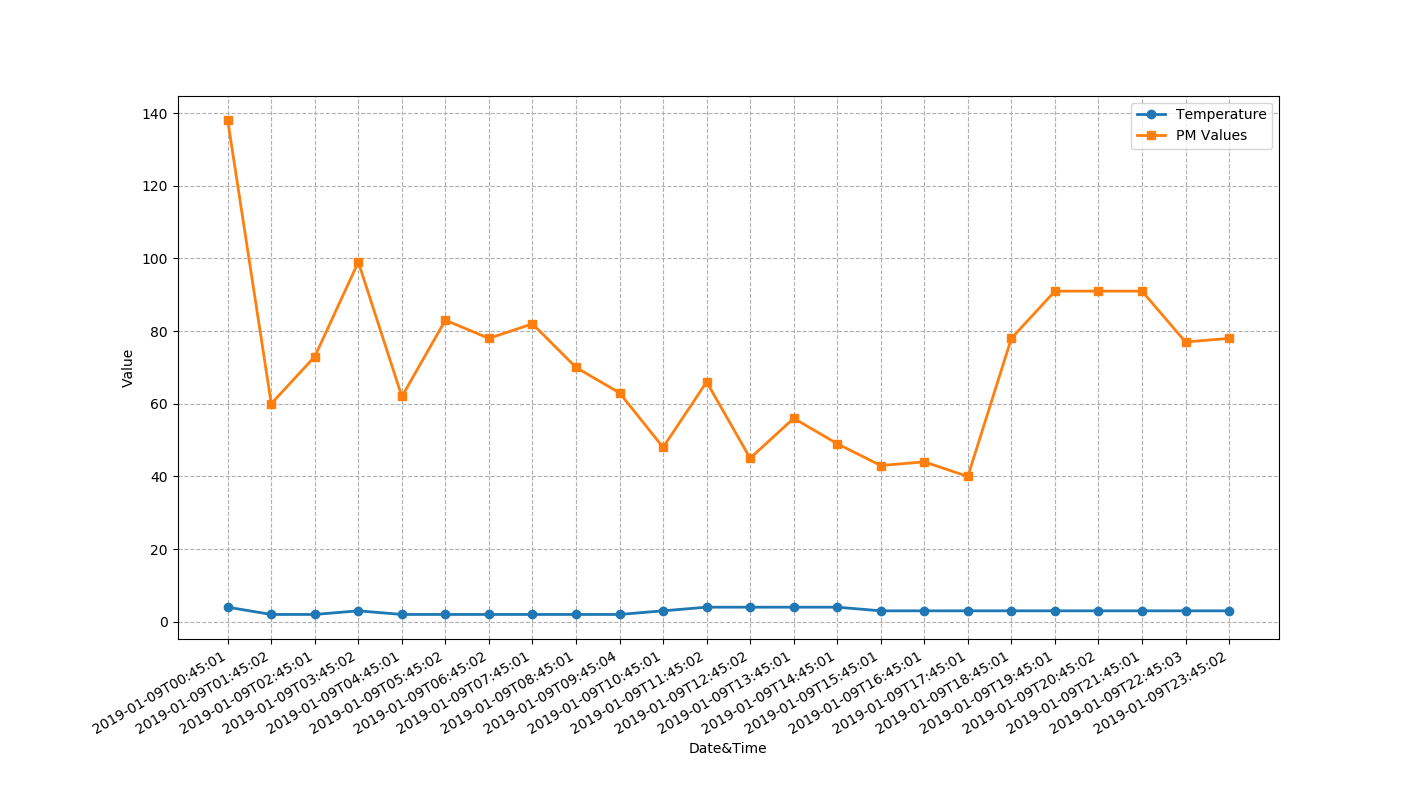 Temperature
PM Values
140
120
100
80
60
40
20
0
Value
2019-01-09T00:45:01
2019-01-09T01:45:02
2019-01-09T02:45:01
2019-01-09T03:45:02
2019-01-09T04:45:01
2019-01-09T05:45:02
2019-01-09T06:45:02
2019-01-09T07:45:01
2019-01-09T08:45:01
2019-01-09T09:45:04
2019-01-09T10:45:01
2019-01-09T11:45:02
2019-01-09T12:45:02
2019-01-09T13:45:01
2019-01-09T14:45:01
2019-01-09T15:45:01
2019-01-09T16:45:01
2019-01-09T17:45:01
2019-01-09T18:45:01
2019-01-09T19:45:01
2019-01-09T20:45:02
2019-01-09T21:45:01
2019-01-09T22:45:03
2019-01-09T23:45:02
Date&Time